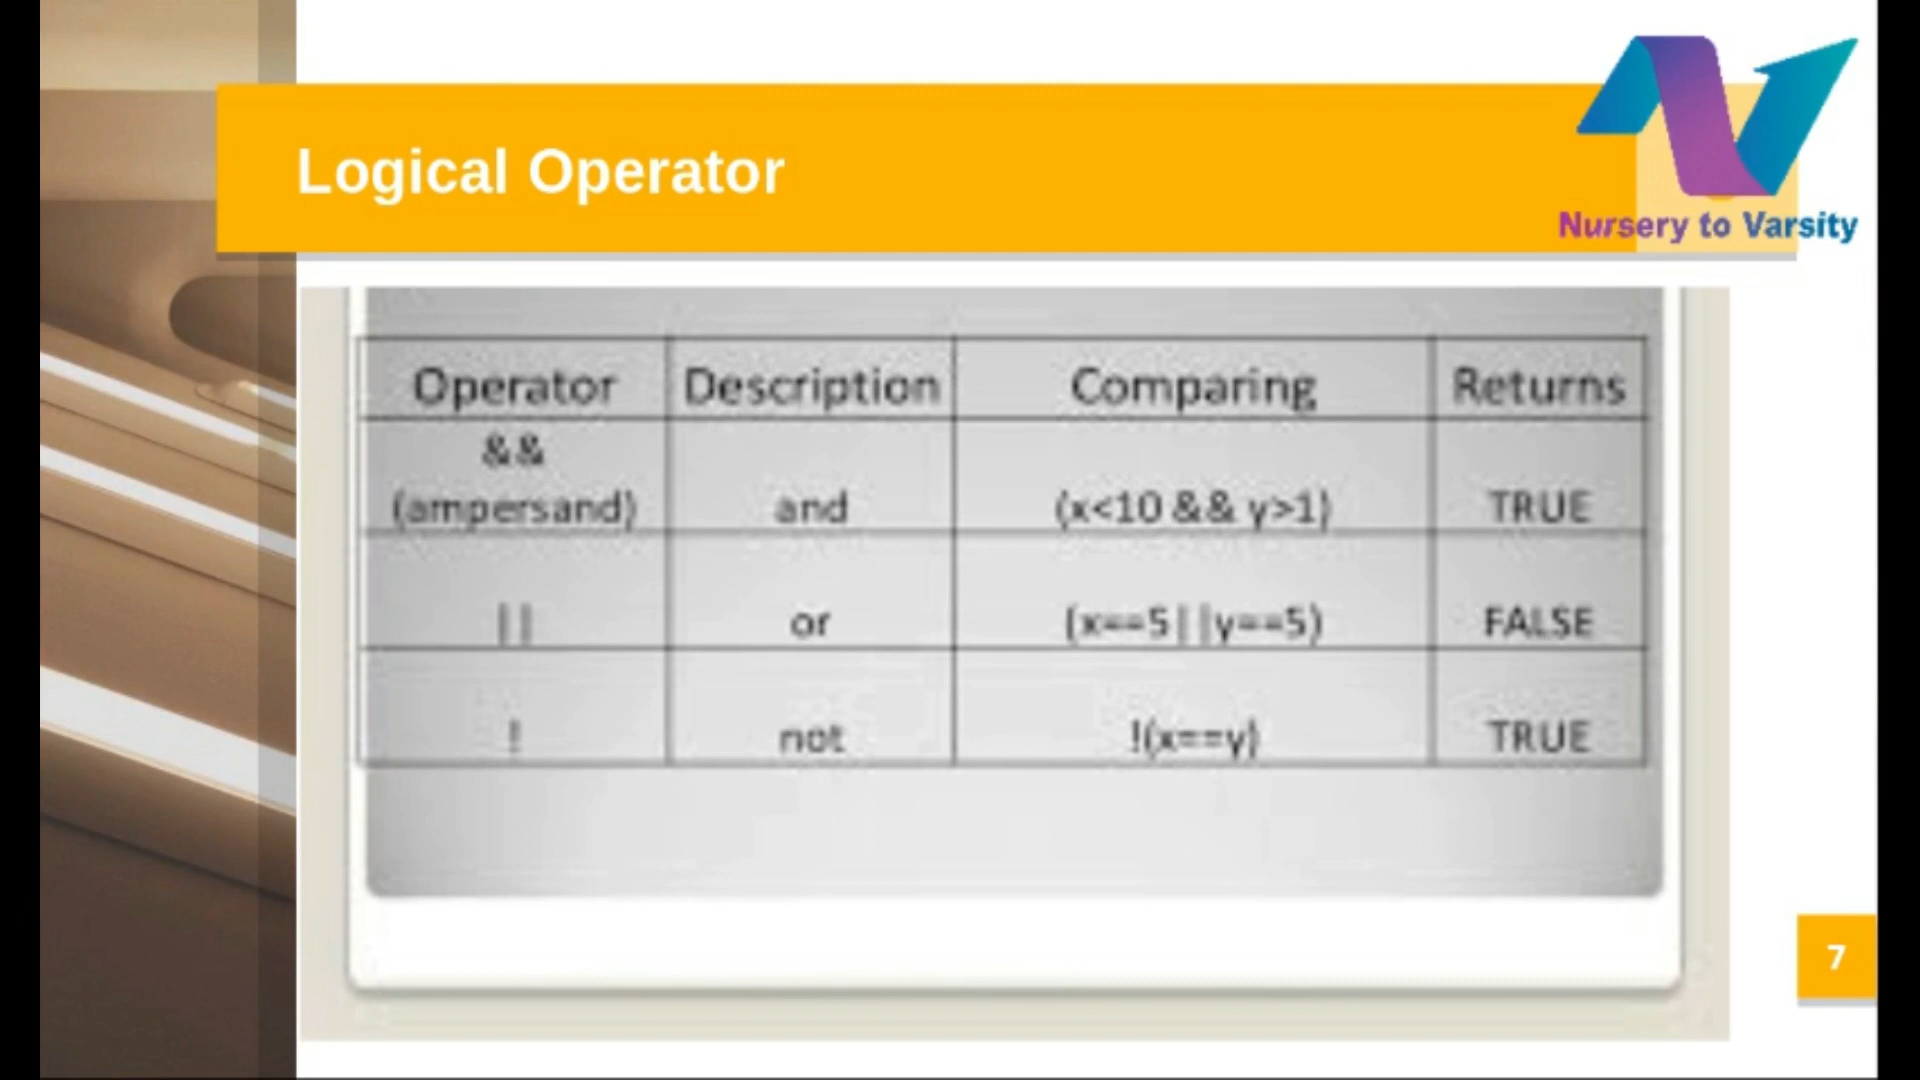 Logical Operator
Nursery to Varsity
Operator Description Comparing Returns
&&
(ampersand) and (x<10 && y>1) TRUE
|| or (x==5||y==5) FALSE
! not !(x==y) TRUE
7